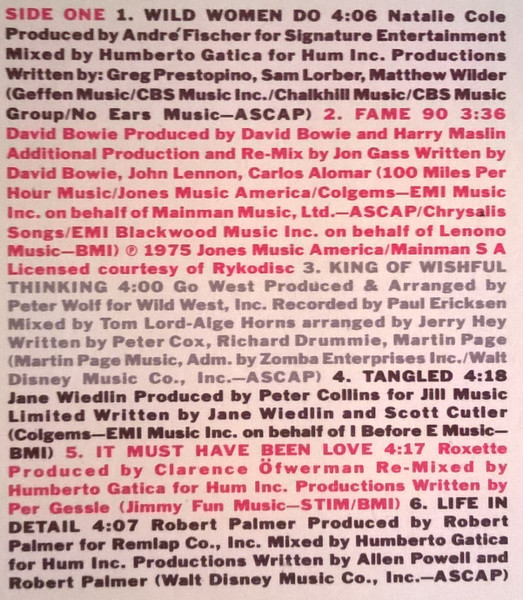 SIDE ONE 1. WILD WOMEN DO 4:06 Natalie Cole
Produced by André Fischer for Signature Entertainment
Mixed by Humberto Gatica for Hum Inc. Productions
Written by: Greg Prestopino, Sam Lorber, Matthew Wilder
(Geffen Music/CBS Music Inc./Chalkhill Music/CBS Music
Group/No Ears Music—ASCAP) 2. FAME 90 3:36
David Bowie Produced by David Bowie and Harry Maslin
Additional Production and Re-Mix by Jon Gass Written by
David Bowie, John Lennon, Carlos Alomar (100 Miles Per
Hour Music/Jones Music America/Colgems—EMI Music
Inc. on behalf of Mainman Music, Ltd.—ASCAP/Chrysalis
Songs/EMI Blackwood Music Inc. on behalf of Lenono
Music—BMI) ℗ 1975 Jones Music America/Mainman S A
Licensed courtesy of Rykodisc 3. KING OF WISHFUL
THINKING 4:00 Go West Produced & Arranged by
Peter Wolf for Wild West, Inc. Recorded by Paul Ericksen
Mixed by Tom Lord-Alge Horns arranged by Jerry Hey
Written by Peter Cox, Richard Drummie, Martin Page
(Martin Page Music, Adm. by Zomba Enterprises Inc./Walt
Disney Music Co., Inc.—ASCAP) 4. TANGLED 4:18
Jane Wiedlin Produced by Peter Collins for Jill Music
Limited Written by Jane Wiedlin and Scott Cutler
(Colgems—EMI Music Inc. on behalf of I Before E Music—
BMI) 5. IT MUST HAVE BEEN LOVE 4:17 Roxette
Produced by Clarence Öfwerman Re-Mixed by
Humberto Gatica for Hum Inc. Productions Written by
Per Gessle (Jimmy Fun Music—STIM/BMI) 6. LIFE IN
DETAIL 4:07 Robert Palmer Produced by Robert
Palmer for Remlap Co., Inc. Mixed by Humberto Gatica
for Hum Inc. Productions Written by Allen Powell and
Robert Palmer (Walt Disney Music Co., Inc.—ASCAP)